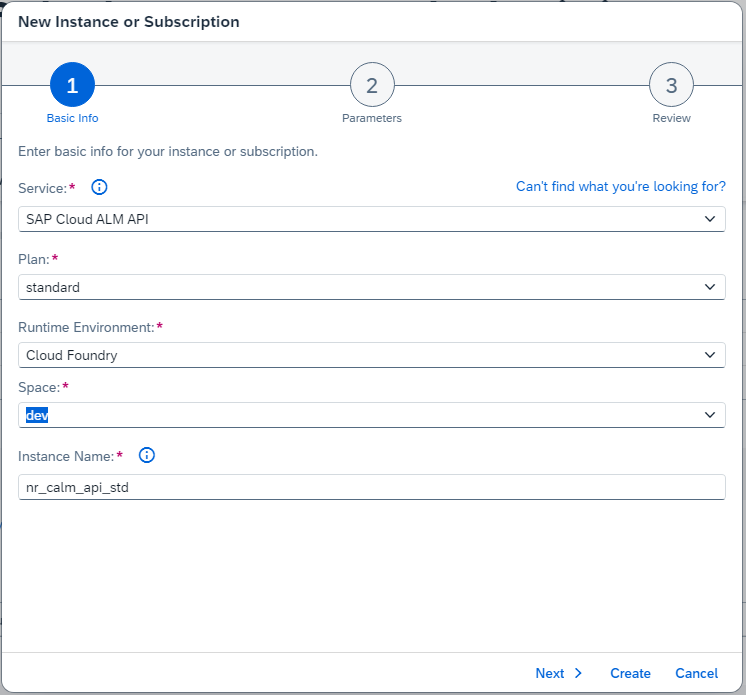 New Instance or Subscription
1
2
3
Basic Info
Parameters
Review
Enter basic info for your instance or subscription.
Service:*
Can't find what you're looking for?
SAP Cloud ALM API
Plan:*
standard
Runtime Environment:*
Cloud Foundry
Space:*
dev
Instance Name:*
nr_calm_api_std
Next
Create
Cancel